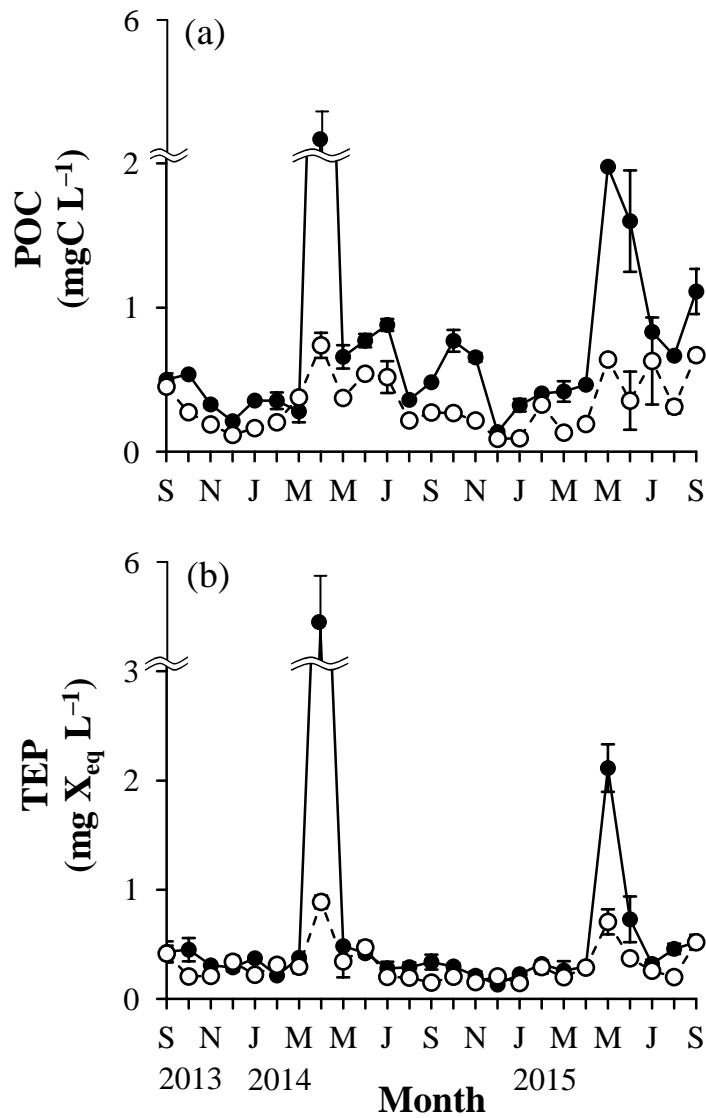 6
(a)
2
1
0
POC
(mgC L⁻¹)
S N J M M J S N J M M J S
6
(b)
3
2
1
0
TEP
(mg Xeq L⁻¹)
S N J M M J S N J M M J S
2013 2014 2015
Month